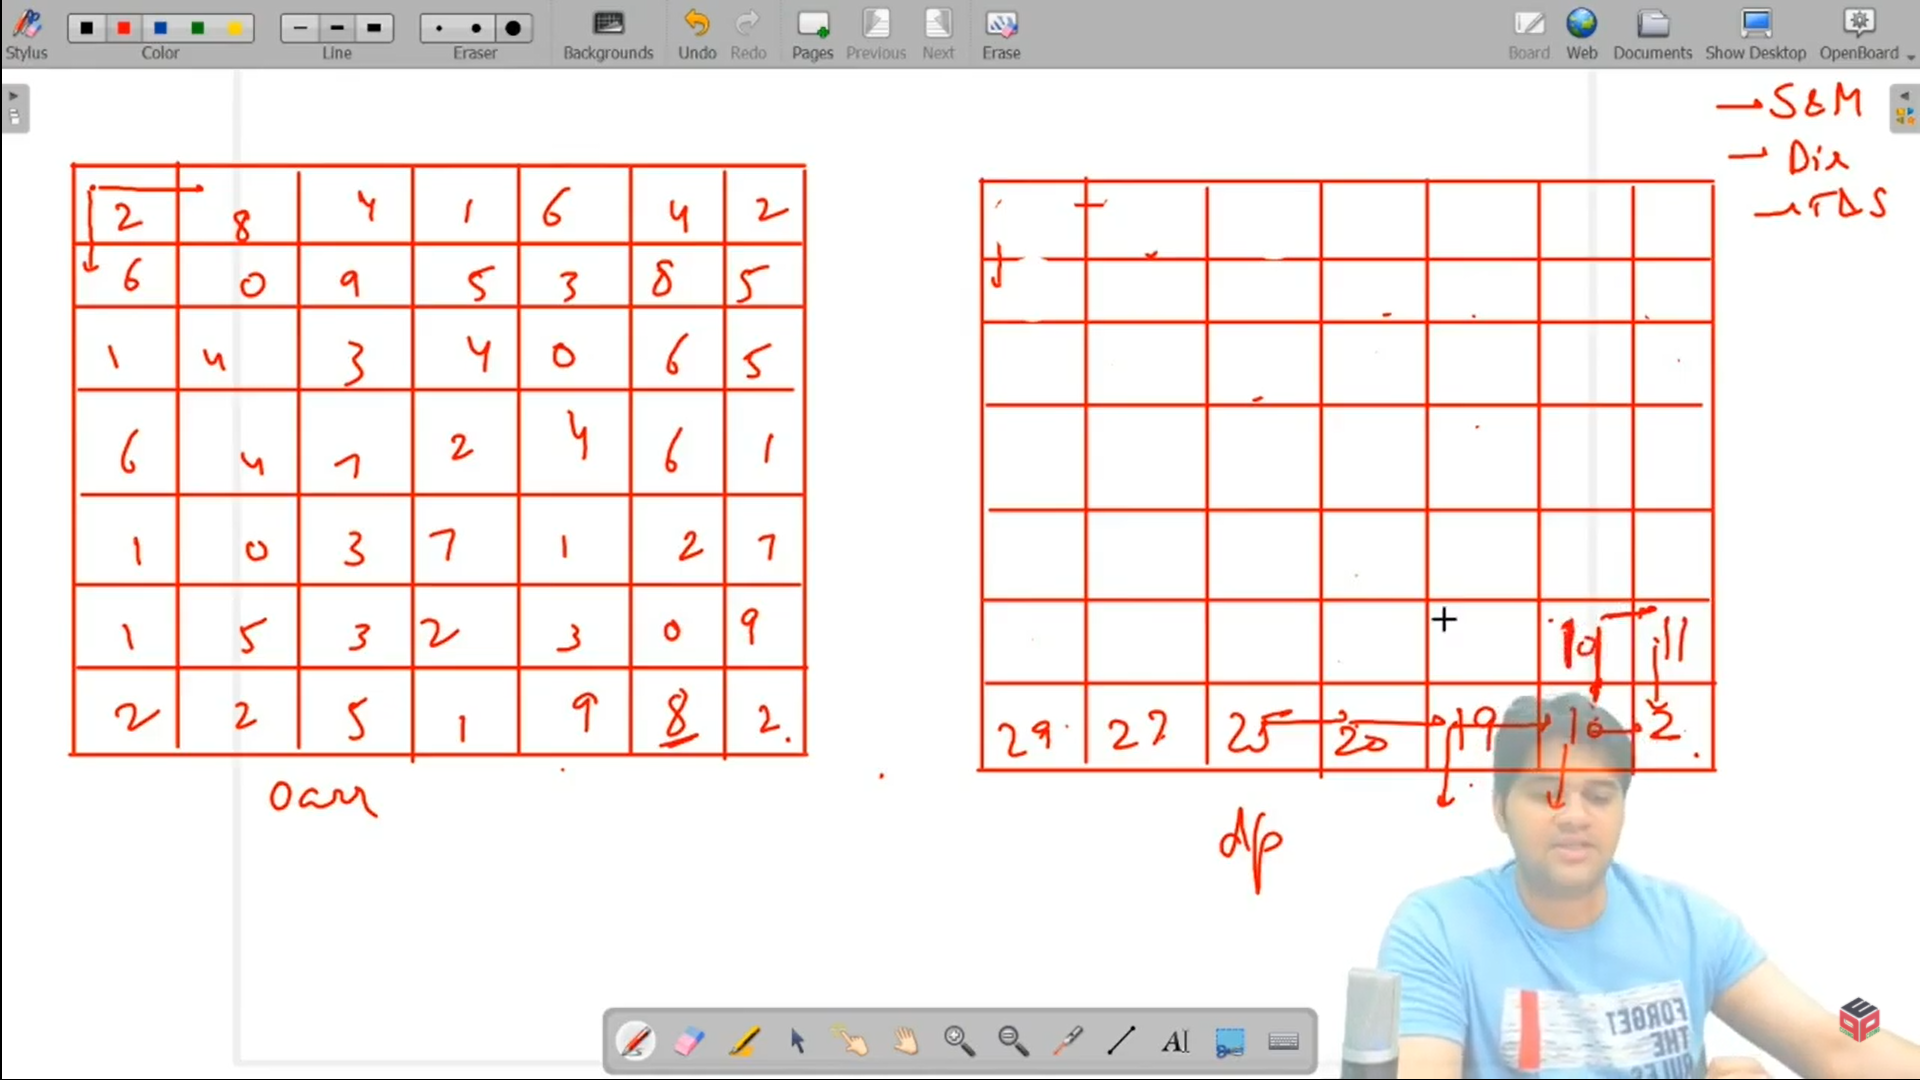 Stylus Color Line Eraser Backgrounds Undo Redo Pages Previous Next Erase Board Web Documents Show Desktop OpenBoard
→ S&M
→ Dir
→ T&S
2 8 4 1 6 4 2
6 0 9 5 3 8 5
1 4 3 4 0 6 5
6 4 7 2 4 6 1
1 0 3 7 1 2 7
1 5 3 2 3 0 9
2 2 5 1 9 8 2.
10 11
29 27 25 20 19 10 2
dp
FORGET
THE
RULES